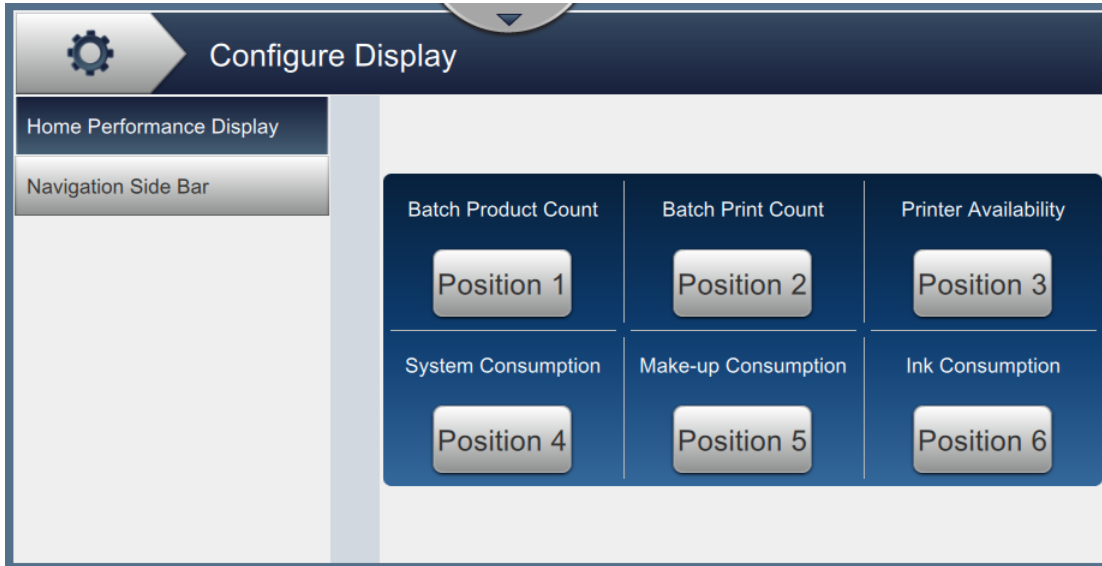 Configure Display
Home Performance Display
Navigation Side Bar
Batch Product Count
Batch Print Count
Printer Availability
Position 1
Position 2
Position 3
System Consumption
Make-up Consumption
Ink Consumption
Position 4
Position 5
Position 6